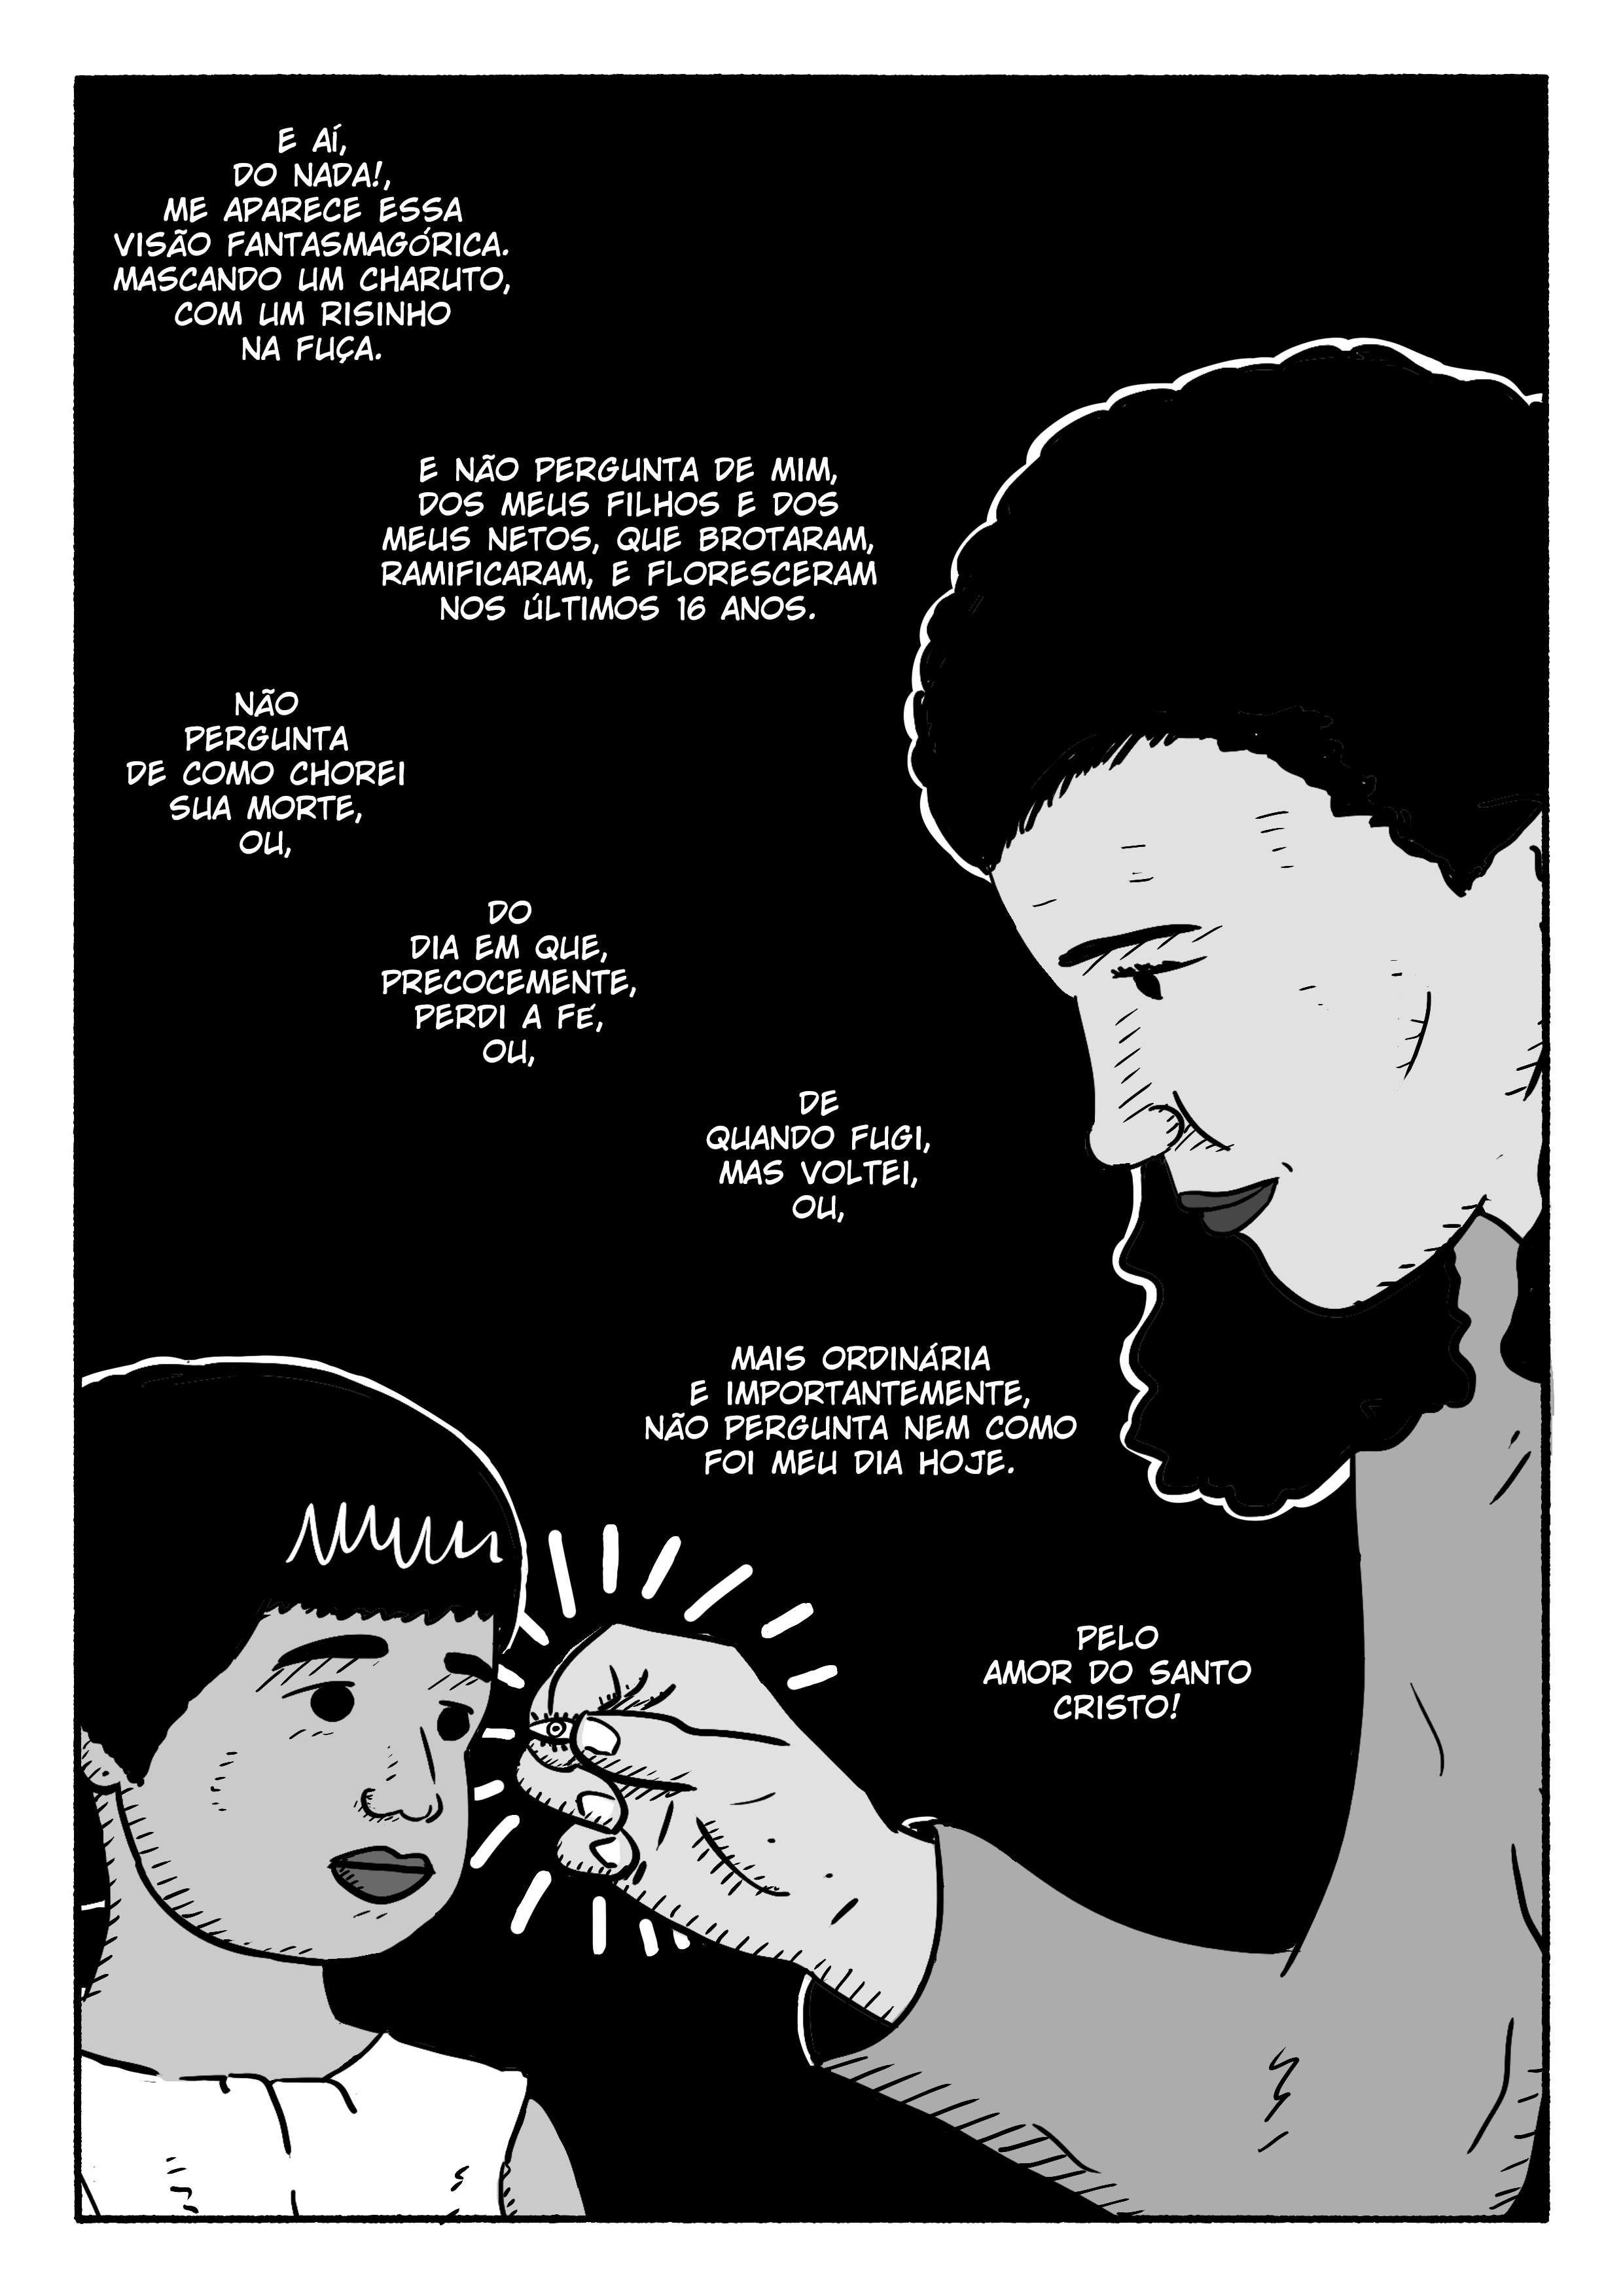 E AÍ,
DO NADA!,
ME APARECE ESSA
VISÃO FANTASMAGÓRICA.
MASCANDO UM CHARUTO,
COM UM RISINHO
NA FUÇA.
E NÃO PERGUNTA DE MIM,
DOS MEUS FILHOS E DOS
MEUS NETOS, QUE BROTARAM,
RAMIFICARAM, E FLORESCERAM
NOS ÚLTIMOS 16 ANOS.
NÃO
PERGUNTA
DE COMO CHOREI
SUA MORTE,
OU,
DO
DIA EM QUE,
PRECOCEMENTE,
PERDI A FÉ,
OU,
DE
QUANDO FUGI,
MAS VOLTEI,
OU,
MAIS ORDINÁRIA
E IMPORTANTEMENTE,
NÃO PERGUNTA NEM COMO
FOI MEU DIA HOJE.
PELO
AMOR DO SANTO
CRISTO!